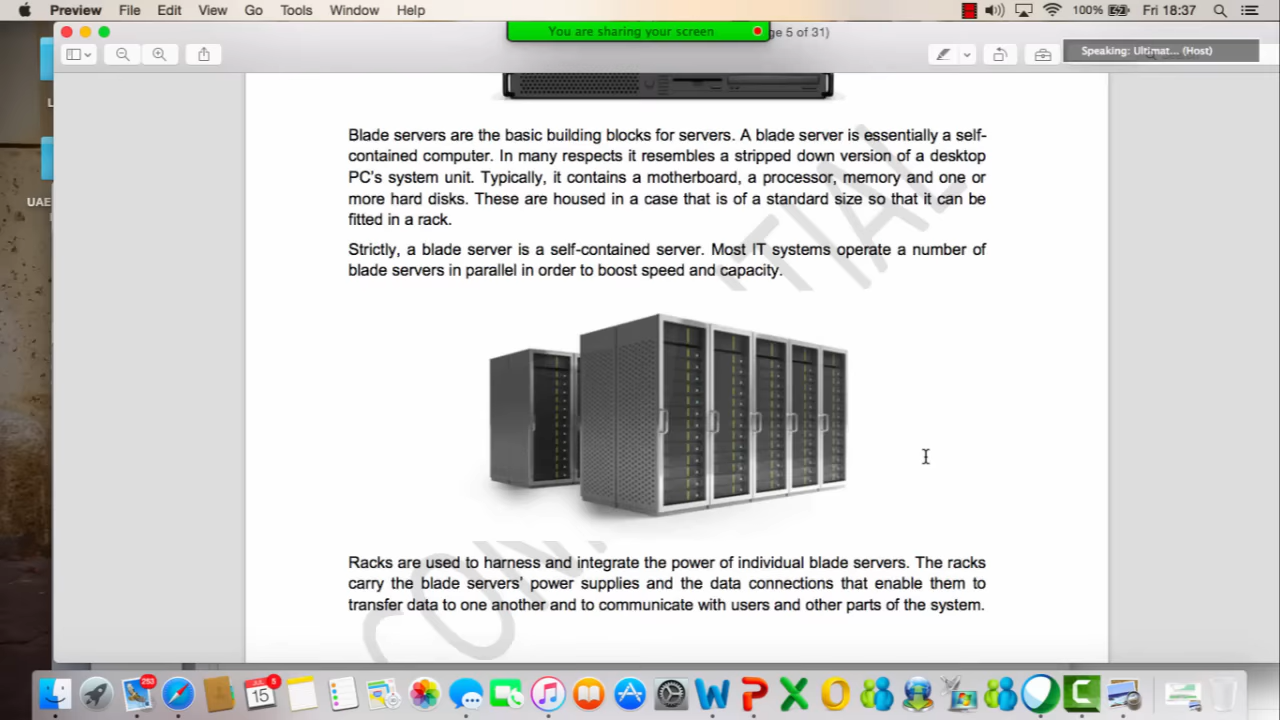 Preview File Edit View Go Tools Window Help 100% Fri 18:37
You are sharing your screen
ge 5 of 31)
Speaking: Ultimat... (Host)
Blade servers are the basic building blocks for servers. A blade server is essentially a self-
contained computer. In many respects it resembles a stripped down version of a desktop
PC's system unit. Typically, it contains a motherboard, a processor, memory and one or
more hard disks. These are housed in a case that is of a standard size so that it can be
fitted in a rack.
Strictly, a blade server is a self-contained server. Most IT systems operate a number of
blade servers in parallel in order to boost speed and capacity.
Racks are used to harness and integrate the power of individual blade servers. The racks
carry the blade servers' power supplies and the data connections that enable them to
transfer data to one another and to communicate with users and other parts of the system.
UAE
293
JUL
15
5